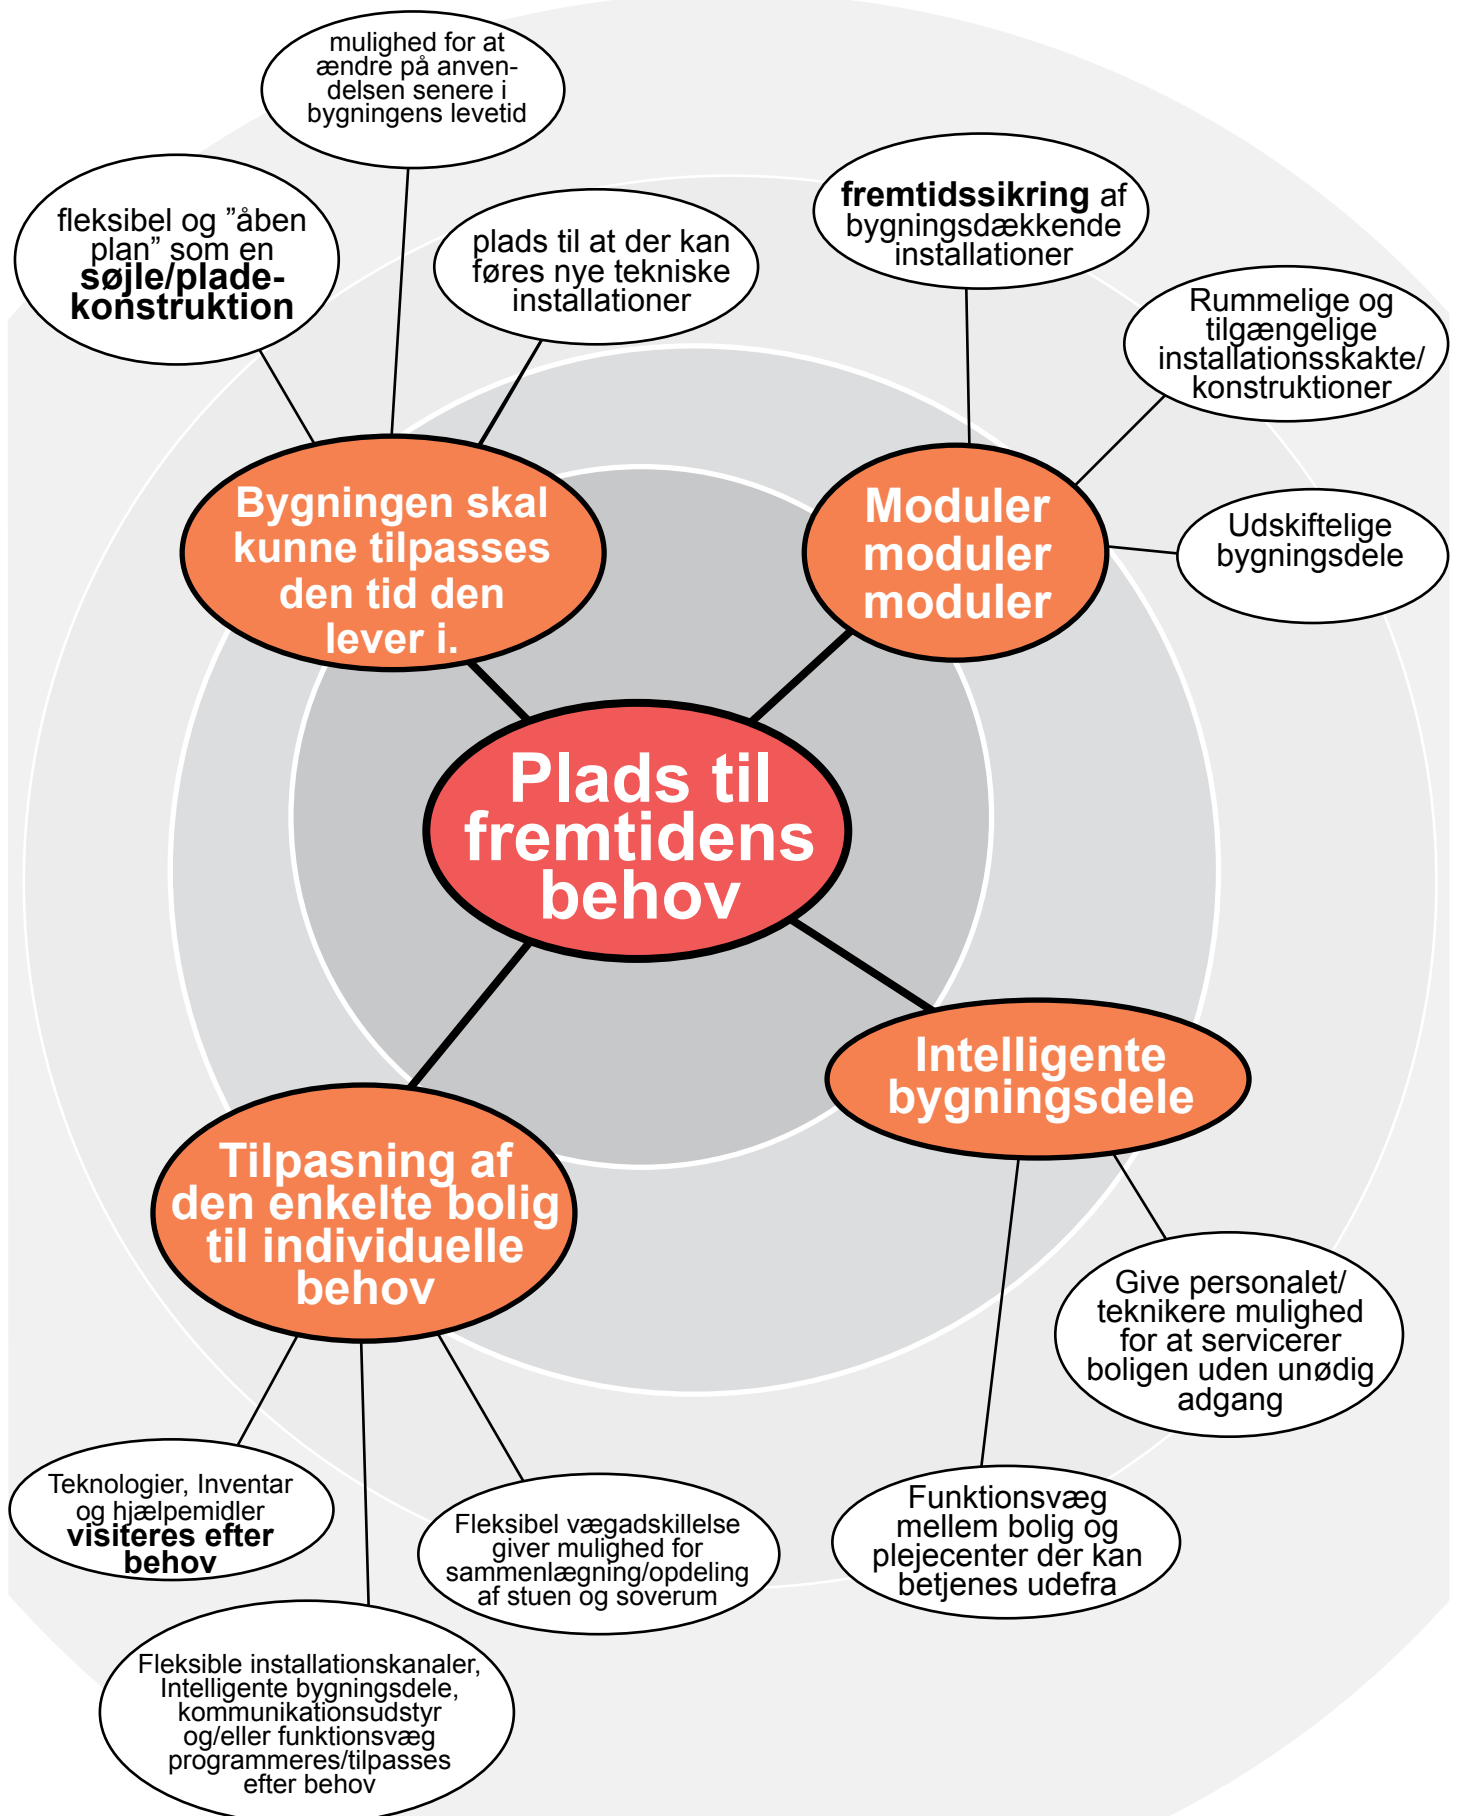 mulighed for at
ændre på anven-
delsen senere i
bygningens levetid
fleksibel og ”åben
plan” som en
søjle/plade-
konstruktion
plads til at der kan
føres nye tekniske
installationer
fremtidssikring af
bygningsdækkende
installationer
Rummelige og
tilgængelige
installationsskakte/
konstruktioner
Udskiftelige
bygningsdele
Bygningen skal
kunne tilpasses
den tid den
lever i.
Moduler
moduler
moduler
Plads til
fremtidens
behov
Intelligente
bygningsdele
Tilpasning af
den enkelte bolig
til individuelle
behov
Give personalet/
teknikere mulighed
for at servicerer
boligen uden unødig
adgang
Teknologier, Inventar
og hjælpemidler
visiteres efter
behov
Fleksibel vægadskillelse
giver mulighed for
sammenlægning/opdeling
af stuen og soverum
Funktionsvæg
mellem bolig og
plejecenter der kan
betjenes udefra
Fleksible installationskanaler,
Intelligente bygningsdele,
kommunikationsudstyr
og/eller funktionsvæg
programmeres/tilpasses
efter behov